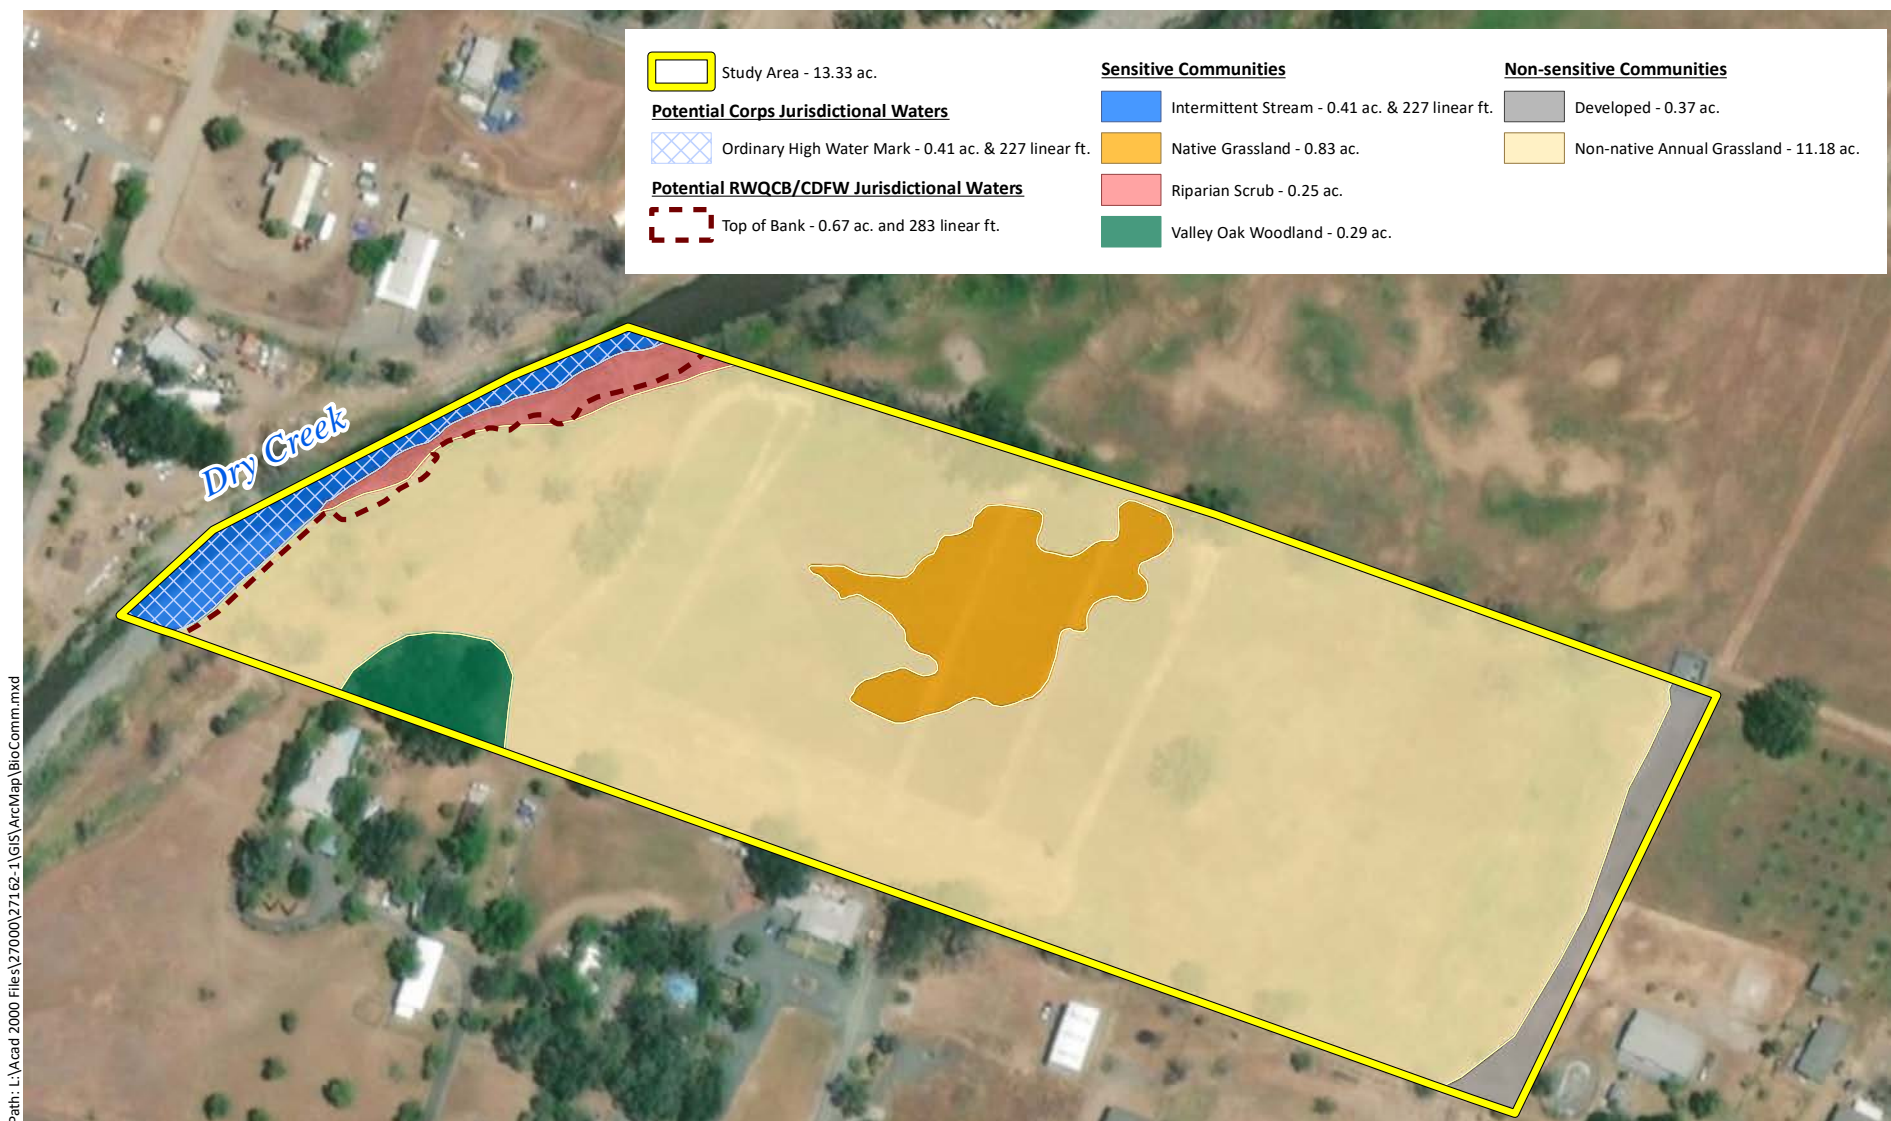 Study Area - 13.33 ac.
Potential Corps Jurisdictional Waters
Ordinary High Water Mark - 0.41 ac. & 227 linear ft.
Potential RWQCB/CDFW Jurisdictional Waters
Top of Bank - 0.67 ac. and 283 linear ft.
Sensitive Communities
Intermittent Stream - 0.41 ac. & 227 linear ft.
Native Grassland - 0.83 ac.
Riparian Scrub - 0.25 ac.
Valley Oak Woodland - 0.29 ac.
Non-sensitive Communities
Developed - 0.37 ac.
Non-native Annual Grassland - 11.18 ac.
Dry Creek
Path: L:\Acad 2000 Files\27000\27162-1\GIS\ArcMap\BioComm.mxd